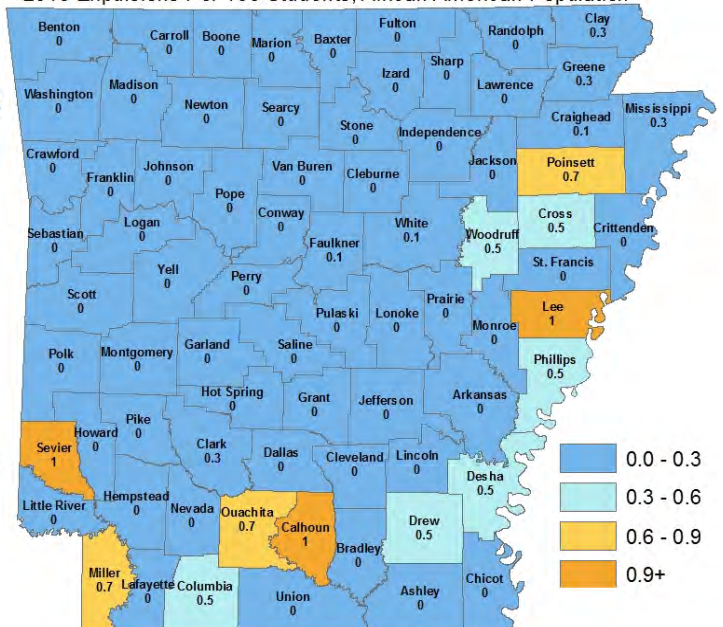 Benton
0
Carroll
0
Boone
0
Marion
0
Baxter
0
Fulton
0
Randolph
0
Clay
0.3
Izard
0
Sharp
0
Lawrence
0
Greene
0.3
Washington
0
Madison
0
Newton
0
Searcy
0
Stone
0
Independence
0
Craighead
0.1
Mississippi
0.3
Crawford
0
Franklin
0
Johnson
0
Pope
0
Van Buren
0
Cleburne
0
Jackson
0
Poinsett
0.7
Sebastian
0
Logan
0
Conway
0
Faulkner
0.1
White
0.1
Woodruff
0.5
Cross
0.5
Crittenden
0
St. Francis
0
Scott
0
Yell
0
Perry
0
Pulaski
0
Lonoke
0
Prairie
0
Monroe
0
Lee
1
Polk
0
Montgomery
0
Garland
0
Saline
0
Phillips
0.5
Hot Spring
0
Grant
0
Jefferson
0
Arkansas
0
Sevier
1
Howard
0
Pike
0
Clark
0.3
Dallas
0
Cleveland
0
Lincoln
0
Desha
0.5
Little River
0
Hempstead
0
Nevada
0
Ouachita
0.7
Calhoun
1
Bradley
0
Drew
0.5
Miller
0.7
Lafayette
0
Columbia
0.5
Union
0
Ashley
0
Chicot
0
0.0 - 0.3
0.3 - 0.6
0.6 - 0.9
0.9+